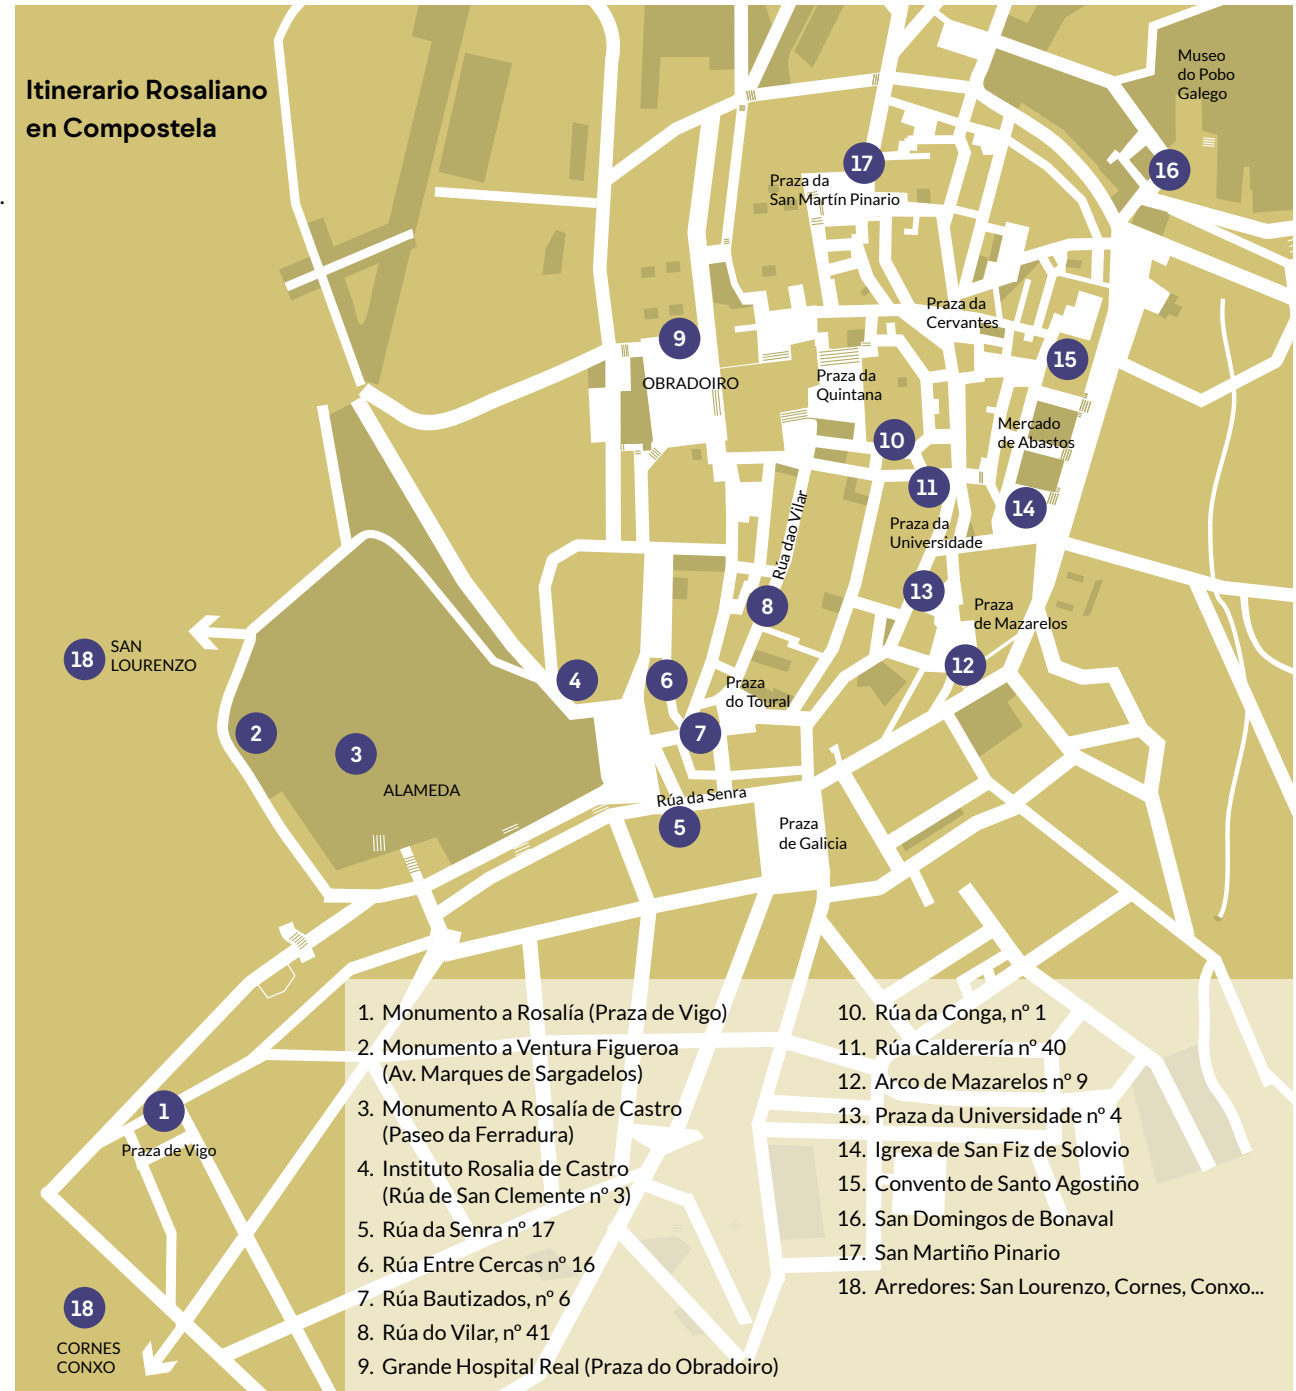 Itinerario Rosaliano
en Compostela
.
Museo
do Pobo
Galego
17
16
Praza da
San Martín Pinario
Praza da
Cervantes
9
15
OBRADOIRO
Praza da
Quintana
Mercado
de Abastos
10
11
14
Rúa dao Vilar
Praza da
Universidade
13
8
Praza
de Mazarelos
18
SAN
LOURENZO
12
4
6
Praza
do Toural
2
7
3
ALAMEDA
Rúa da Senra
5
Praza
de Galicia
1
Praza de Vigo
18
CORNES
CONXO
1. Monumento a Rosalía (Praza de Vigo)
2. Monumento a Ventura Figueroa
(Av. Marques de Sargadelos)
3. Monumento A Rosalía de Castro
(Paseo da Ferradura)
4. Instituto Rosalia de Castro
(Rúa de San Clemente nº 3)
5. Rúa da Senra nº 17
6. Rúa Entre Cercas nº 16
7. Rúa Bautizados, nº 6
8. Rúa do Vilar, nº 41
9. Grande Hospital Real (Praza do Obradoiro)
10. Rúa da Conga, nº 1
11. Rúa Calderería nº 40
12. Arco de Mazarelos nº 9
13. Praza da Universidade nº 4
14. Igrexa de San Fiz de Solovio
15. Convento de Santo Agostiño
16. San Domingos de Bonaval
17. San Martiño Pinario
18. Arredores: San Lourenzo, Cornes, Conxo...